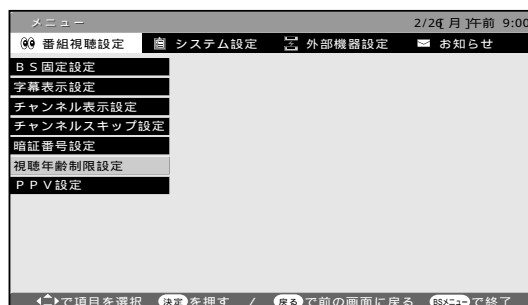 メニュー 2/26[月]午前 9:00
番組視聴設定 システム設定 外部機器設定 お知らせ
BS固定設定
字幕表示設定
チャンネル表示設定
チャンネルスキップ設定
暗証番号設定
視聴年齢制限設定
PPV設定
で項目を選択 決定を押す / 戻るで前の画面に戻る BSメニューで終了